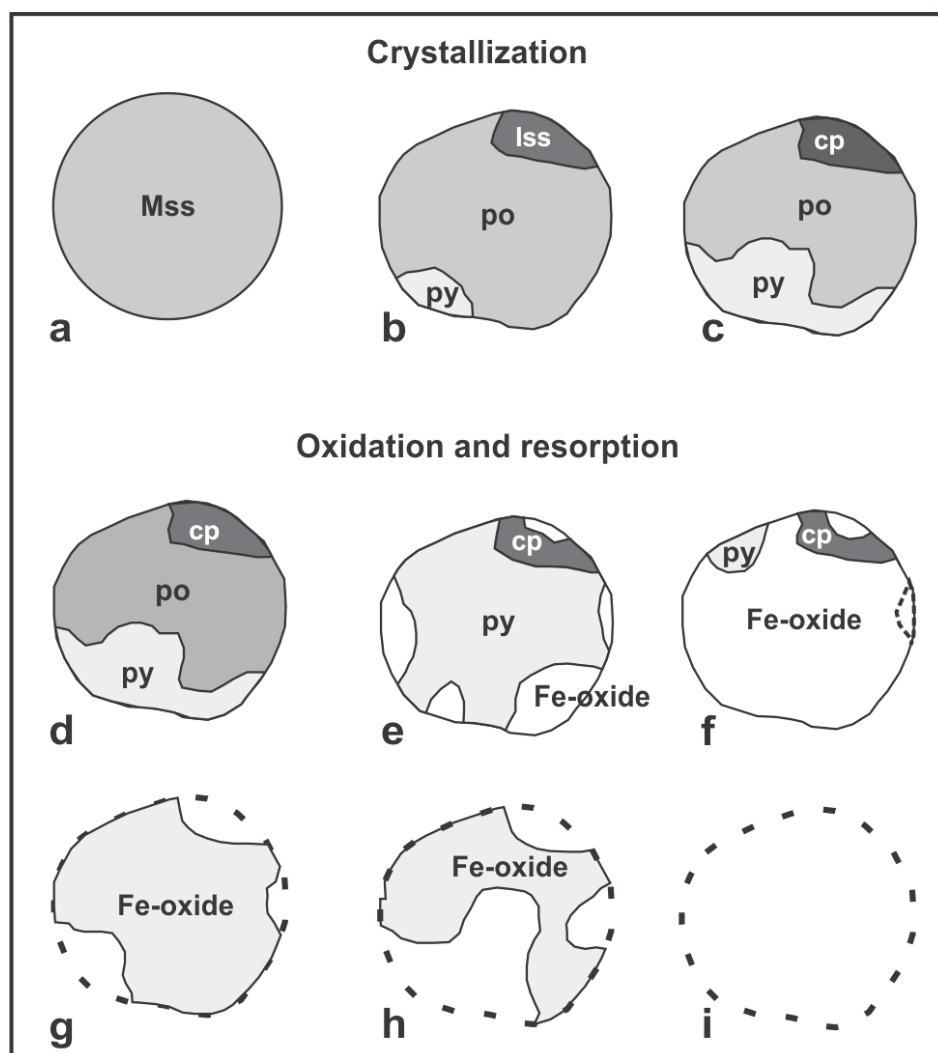 Crystallization
Mss
a
Iss
po
py
b
cp
po
py
c
Oxidation and resorption
cp
po
py
d
cp
py
Fe-oxide
e
py
cp
Fe-oxide
f
Fe-oxide
g
Fe-oxide
h
i